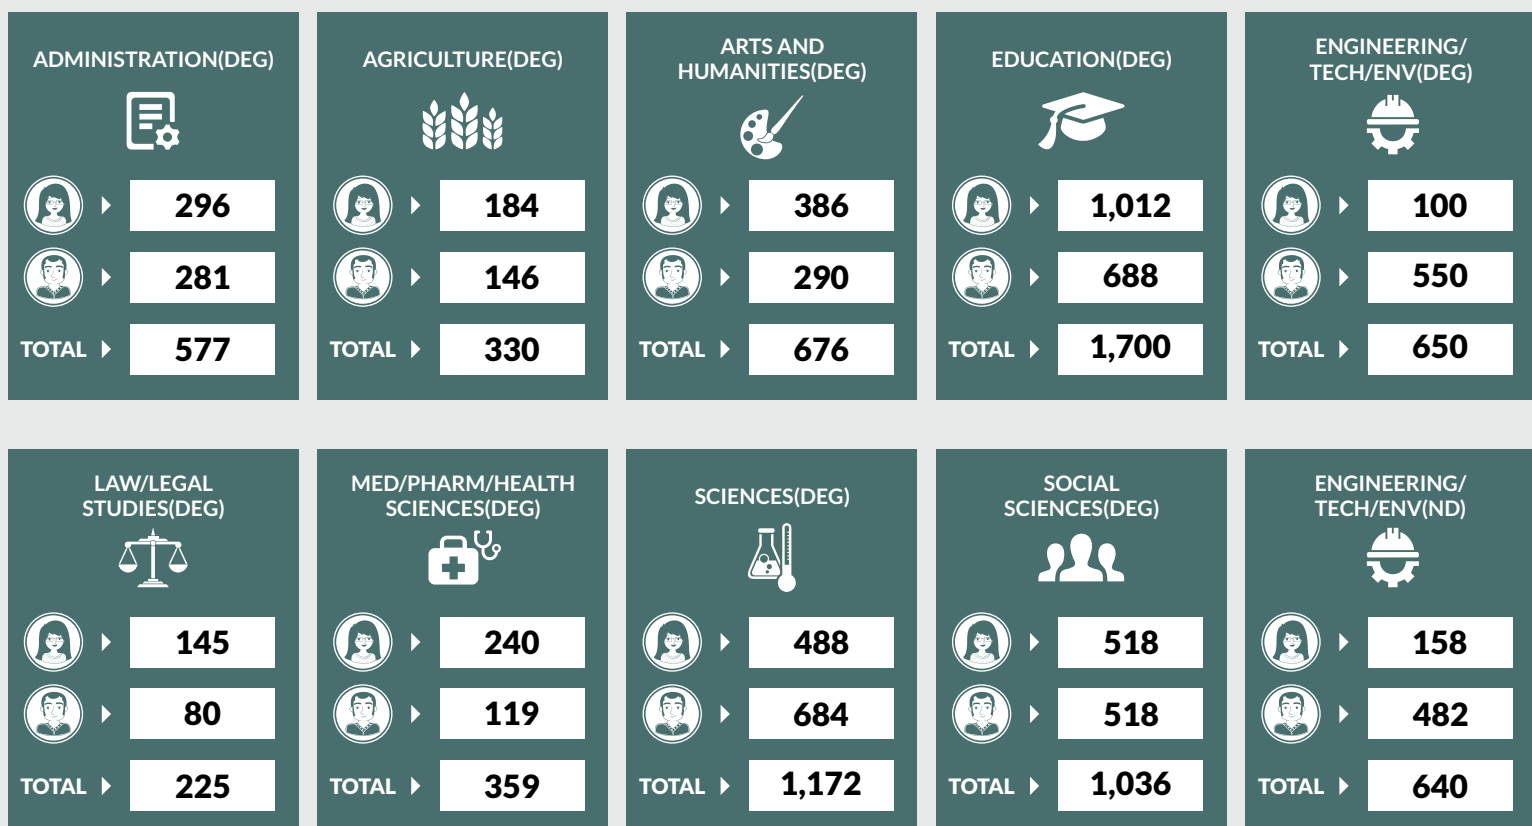 ADMINISTRATION(DEG)
296
281
TOTAL 577
AGRICULTURE(DEG)
184
146
TOTAL 330
ARTS AND
HUMANITIES(DEG)
386
290
TOTAL 676
EDUCATION(DEG)
1,012
688
TOTAL 1,700
ENGINEERING/
TECH/ENV(DEG)
100
550
TOTAL 650
LAW/LEGAL
STUDIES(DEG)
145
80
TOTAL 225
MED/PHARM/HEALTH
SCIENCES(DEG)
240
119
TOTAL 359
SCIENCES(DEG)
488
684
TOTAL 1,172
SOCIAL
SCIENCES(DEG)
518
518
TOTAL 1,036
ENGINEERING/
TECH/ENV(ND)
158
482
TOTAL 640